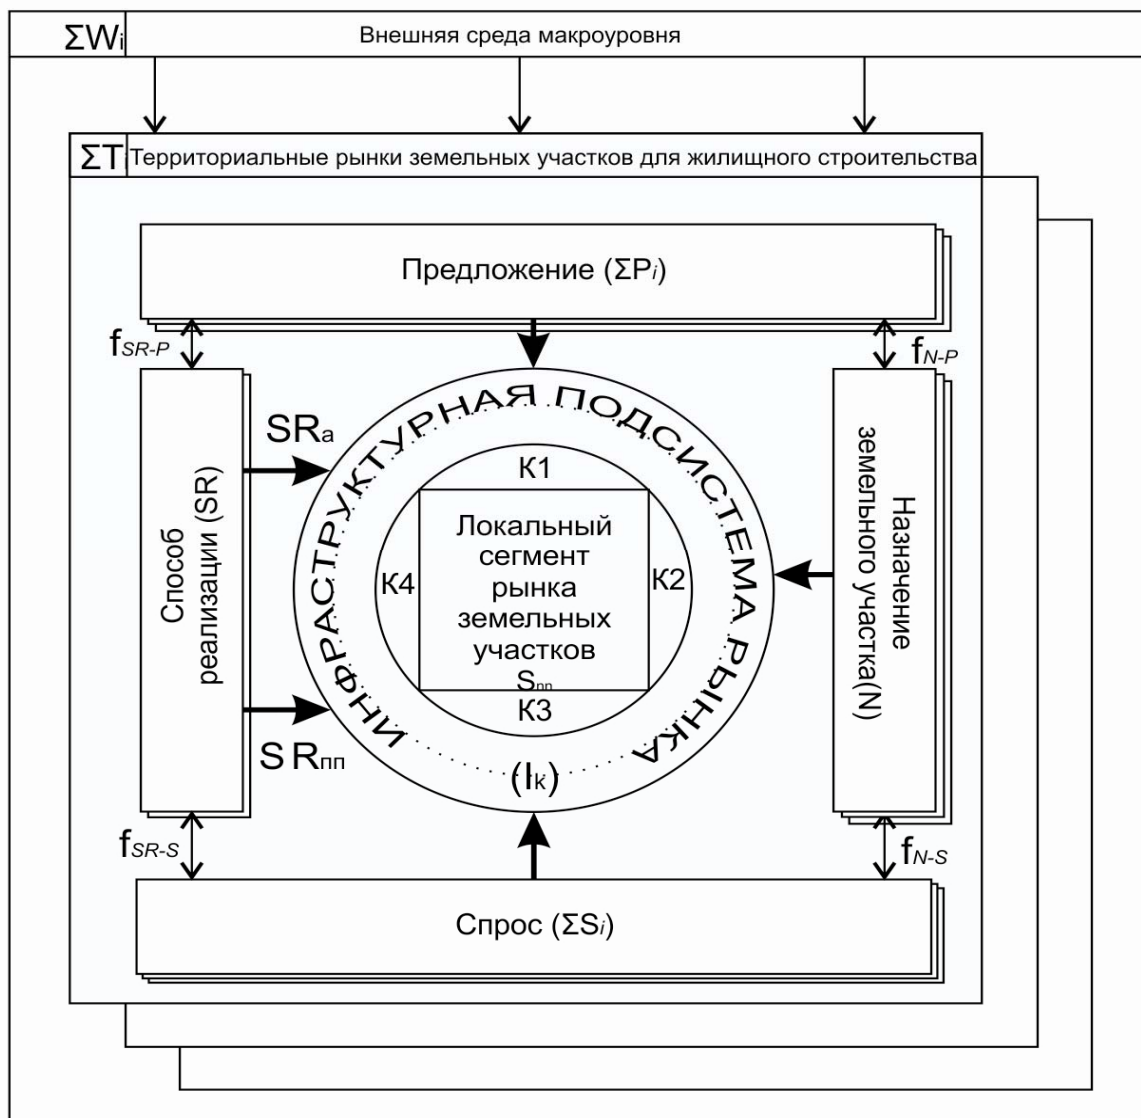 ΣWi Внешняя среда макроуровня
ΣTi Территориальные рынки земельных участков для жилищного строительства
Предложение (ΣPi)
fSR-P
fN-P
SRа
Способ
реализации (SR)
ИНФРАСТРУКТУРНАЯ ПОДСИСТЕМА РЫНКА
К1
Локальный
сегмент
рынка
земельных
участков
Sпп
К4
К2
К3
Назначение
земельного участка(N)
S Rпп
(Ik)
fSR-S
fN-S
Спрос (ΣSi)